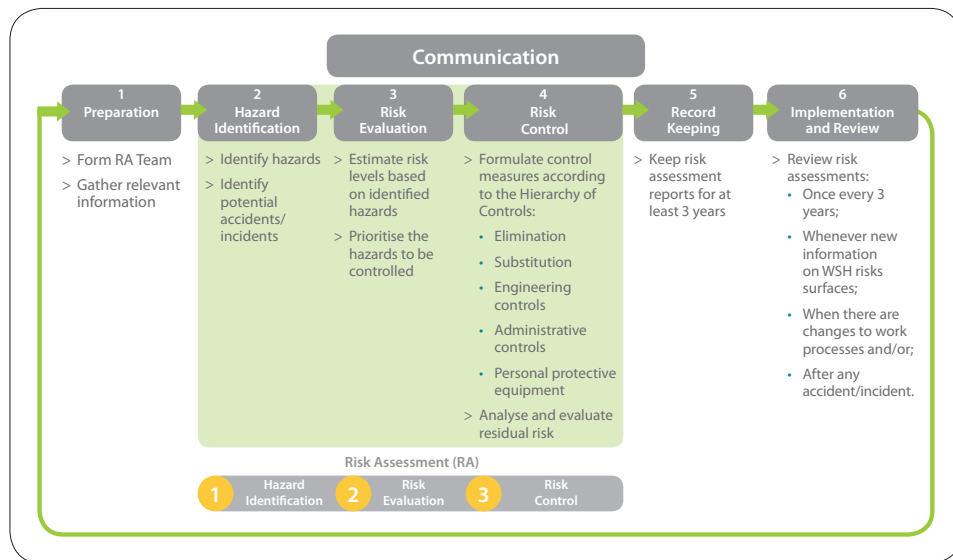 Communication
1
Preparation
> Form RA Team
> Gather relevant
information
2
Hazard
Identification
> Identify hazards
> Identify
potential
accidents/
incidents
3
Risk
Evaluation
> Estimate risk
levels based
on identified
hazards
> Prioritise the
hazards to be
controlled
4
Risk
Control
> Formulate control
measures according
to the Hierarchy of
Controls:
• Elimination
• Substitution
• Engineering
controls
• Administrative
controls
• Personal protective
equipment
> Analyse and evaluate
residual risk
5
Record
Keeping
> Keep risk
assessment
reports for at
least 3 years
6
Implementation
and Review
> Review risk
assessments:
• Once every 3
years;
• Whenever new
information
on WSH risks
surfaces;
• When there are
changes to work
processes and/or;
• After any
accident/incident.
Risk Assessment (RA)
1
Hazard
Identification
2
Risk
Evaluation
3
Risk
Control